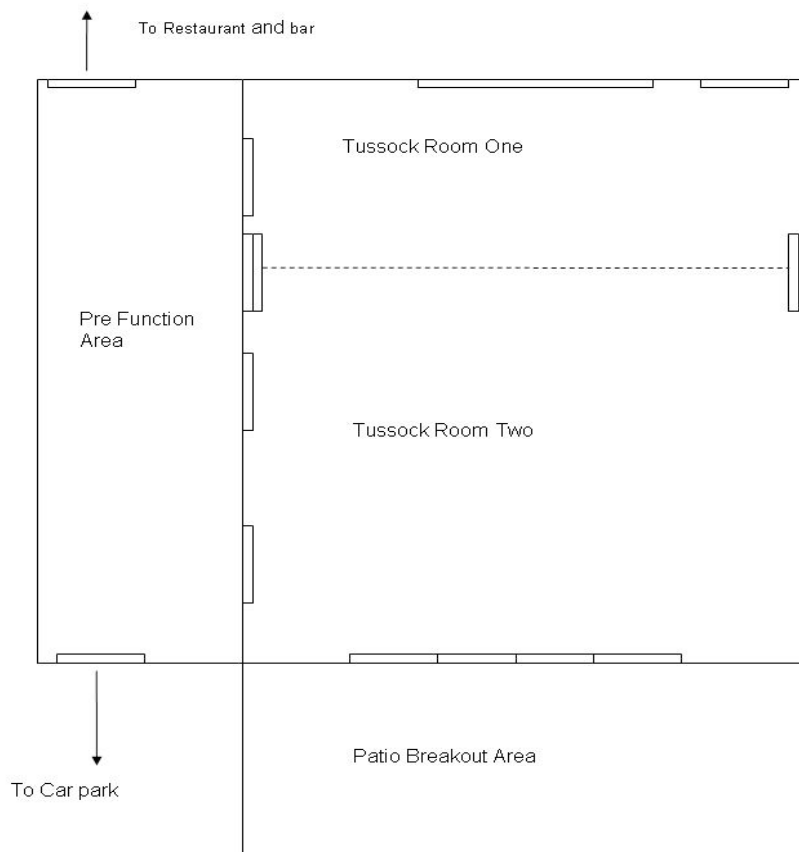 To Restaurant and bar
Tussock Room One
Pre Function
Area
Tussock Room Two
Patio Breakout Area
To Car park